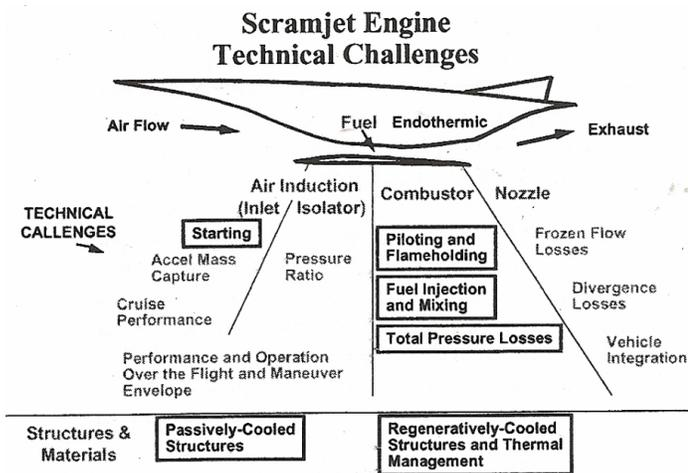 Scramjet Engine
Technical Challenges
Air Flow
Fuel Endothermic
Exhaust
Air Induction
(Inlet Isolator)
Combustor
Nozzle
TECHNICAL
CALLENGES
Starting
Accel Mass
Capture
Cruise
Performance
Pressure
Ratio
Performance and Operation
Over the Flight and Maneuver
Envelope
Piloting and
Flameholding
Fuel Injection
and Mixing
Total Pressure Losses
Frozen Flow
Losses
Divergence
Losses
Vehicle
Integration
Structures &
Materials
Passively-Cooled
Structures
Regeneratively-Cooled
Structures and Thermal
Management